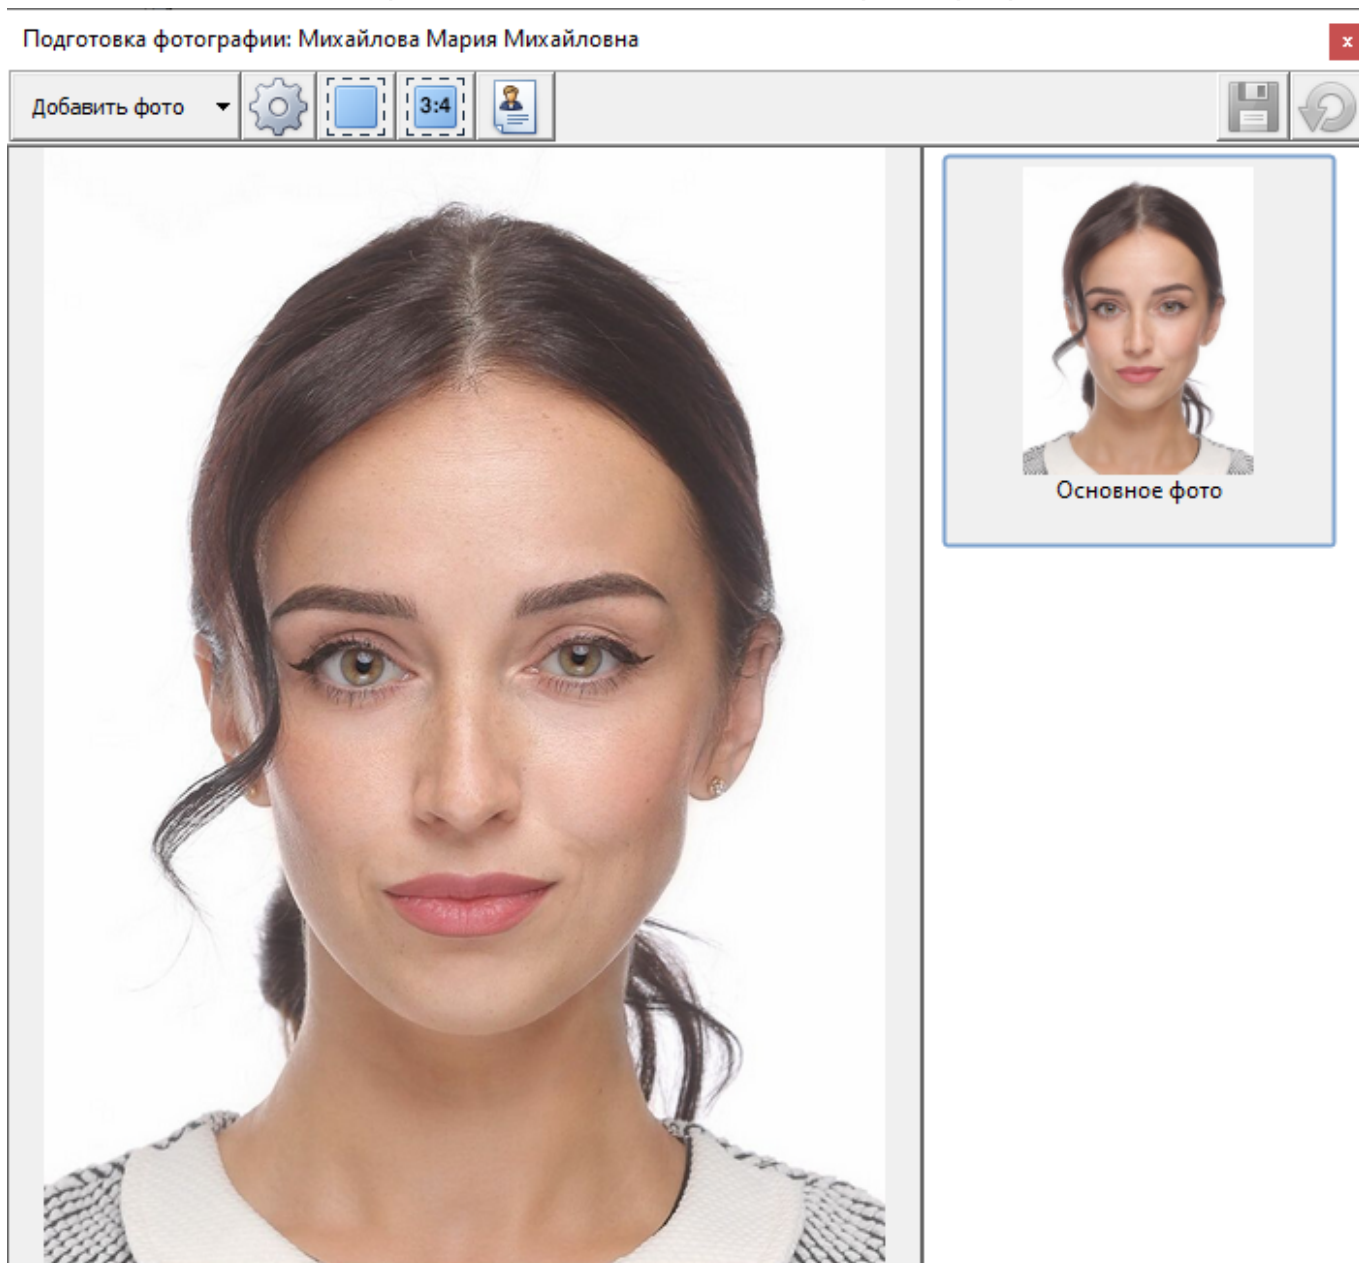 Подготовка фотографии: Михайлова Мария Михайловна
x
Добавить фото
3:4
Основное фото